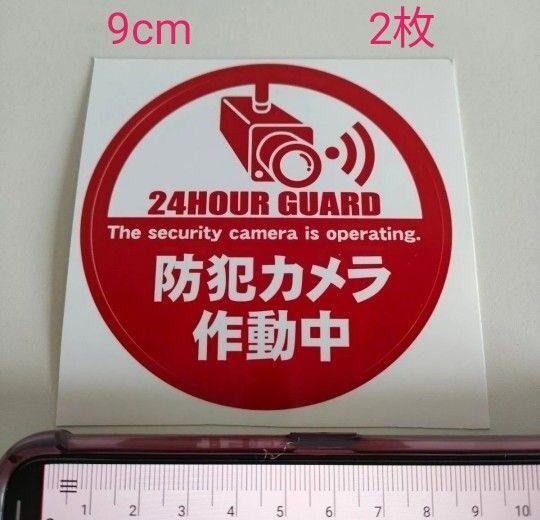 9cm 2枚
24HOUR GUARD
The security camera is operating.
防犯カメラ
作動中
1 2 3 4 5 6 7 8 9 10